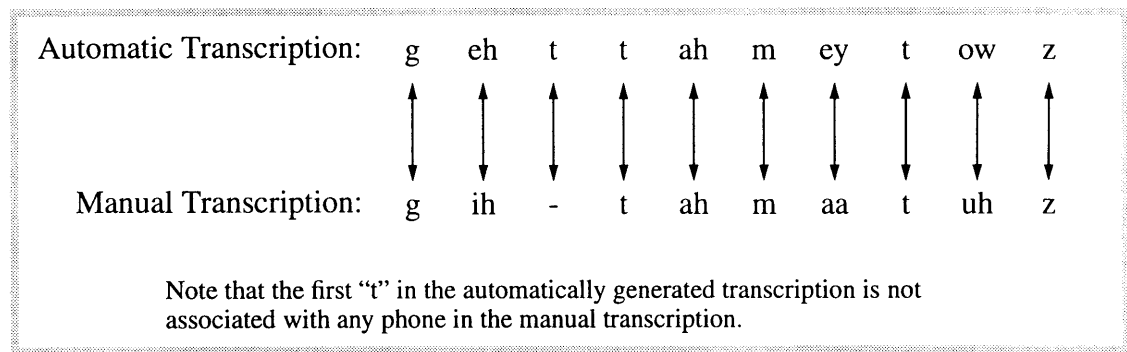 Automatic Transcription: g eh t t ah m ey t ow z
Manual Transcription: g ih - t ah m aa t uh z
Note that the first “t” in the automatically generated transcription is not
associated with any phone in the manual transcription.